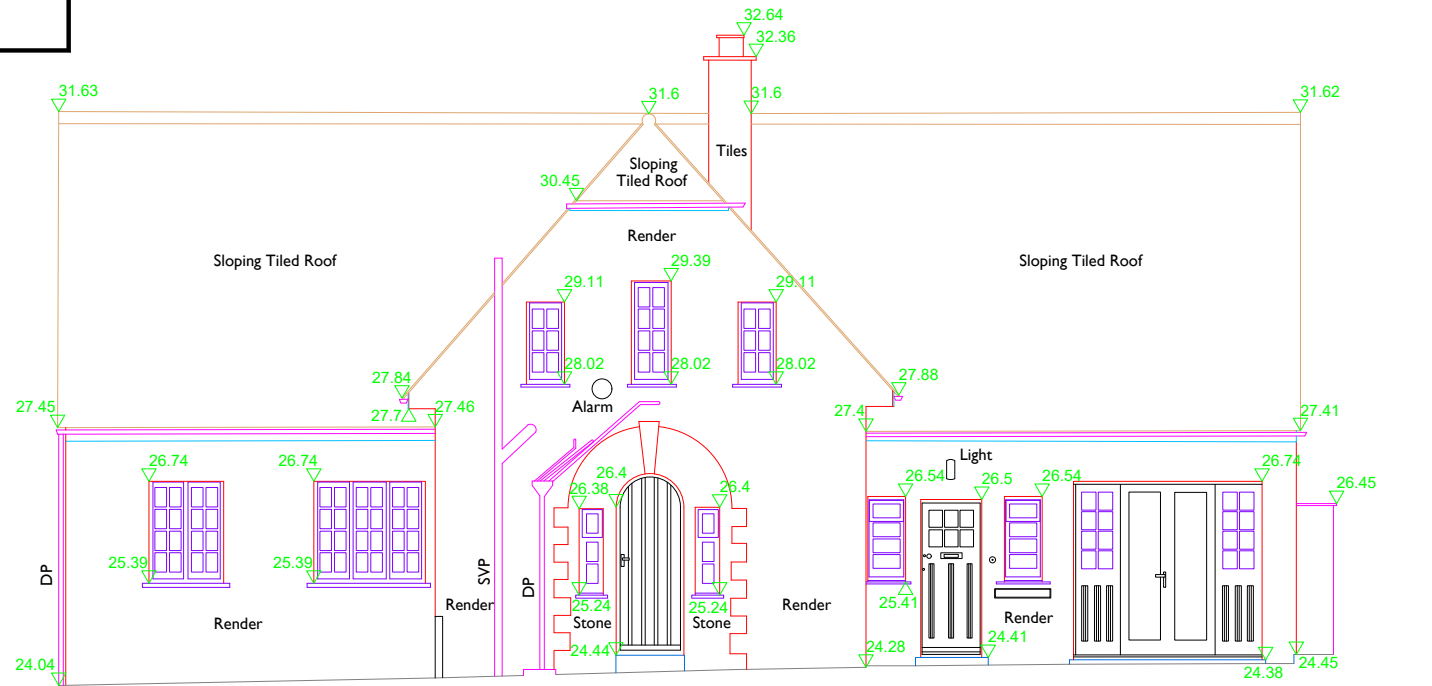 32.64
32.36
31.63
31.6
31.6
31.62
Tiles
Sloping
Tiled Roof
30.45
Render
Sloping Tiled Roof
Sloping Tiled Roof
29.39
29.11
29.11
28.02
28.02
28.02
27.84
27.88
Alarm
27.45
27.7
27.46
27.4
27.41
Light
26.74
26.74
26.4
26.38
26.4
26.54
26.5
26.54
26.74
26.45
25.39
25.39
DP
SVP
DP
Render
Render
25.24
25.24
25.41
Stone
Stone
Render
Render
24.44
24.28
24.41
24.04
24.38
24.45